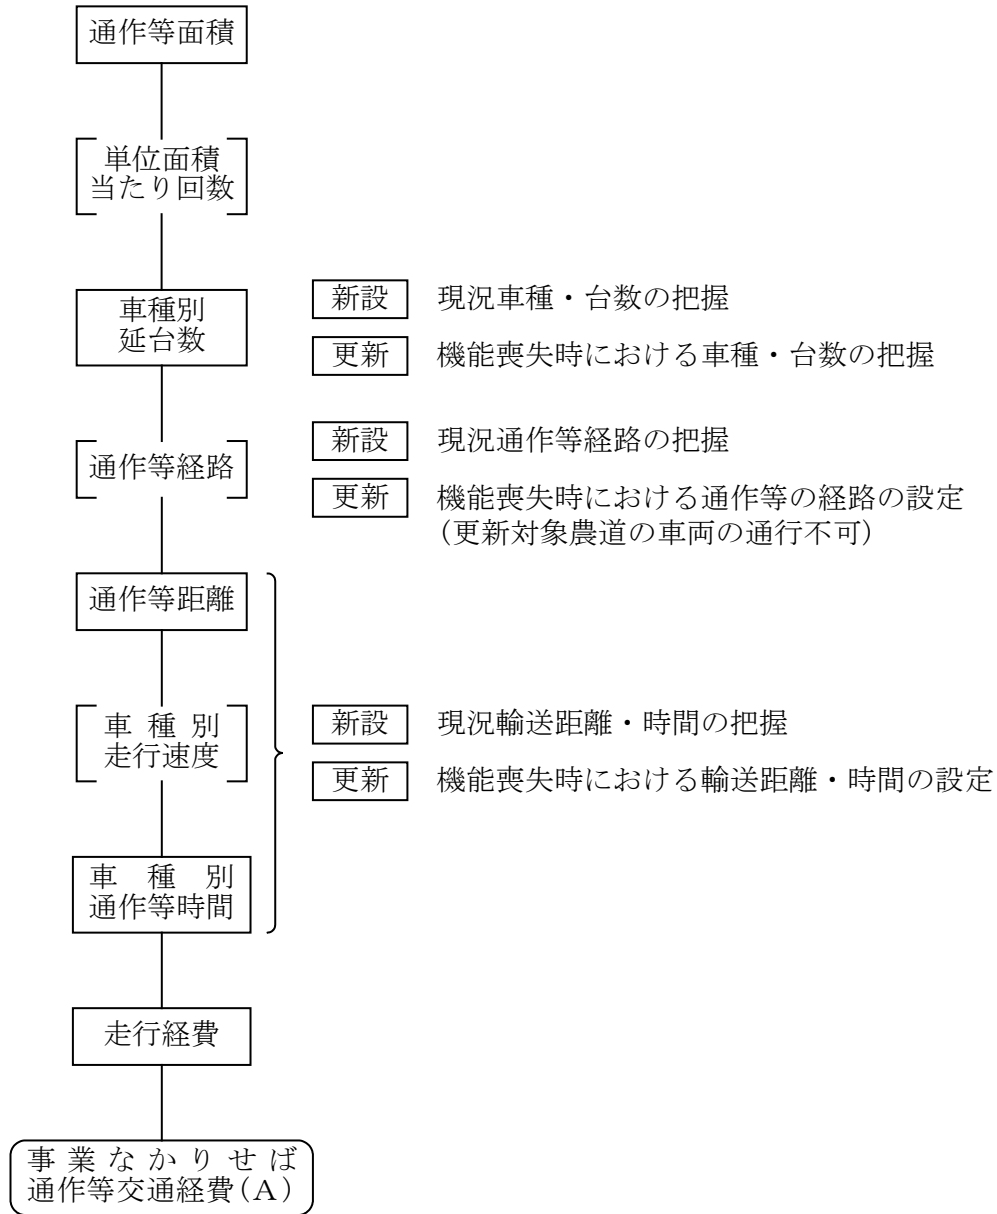 通作等面積
単位面積
当たり回数
車種別
延台数
新設 現況車種・台数の把握
更新 機能喪失時における車種・台数の把握
通作等経路
新設 現況通作等経路の把握
更新 機能喪失時における通作等の経路の設定
（更新対象農道の車両の通行不可）
通作等距離
車種別
走行速度
新設 現況輸送距離・時間の把握
更新 機能喪失時における輸送距離・時間の設定
車種別
通作等時間
走行経費
事業なかりせば
通作等交通経費（A）